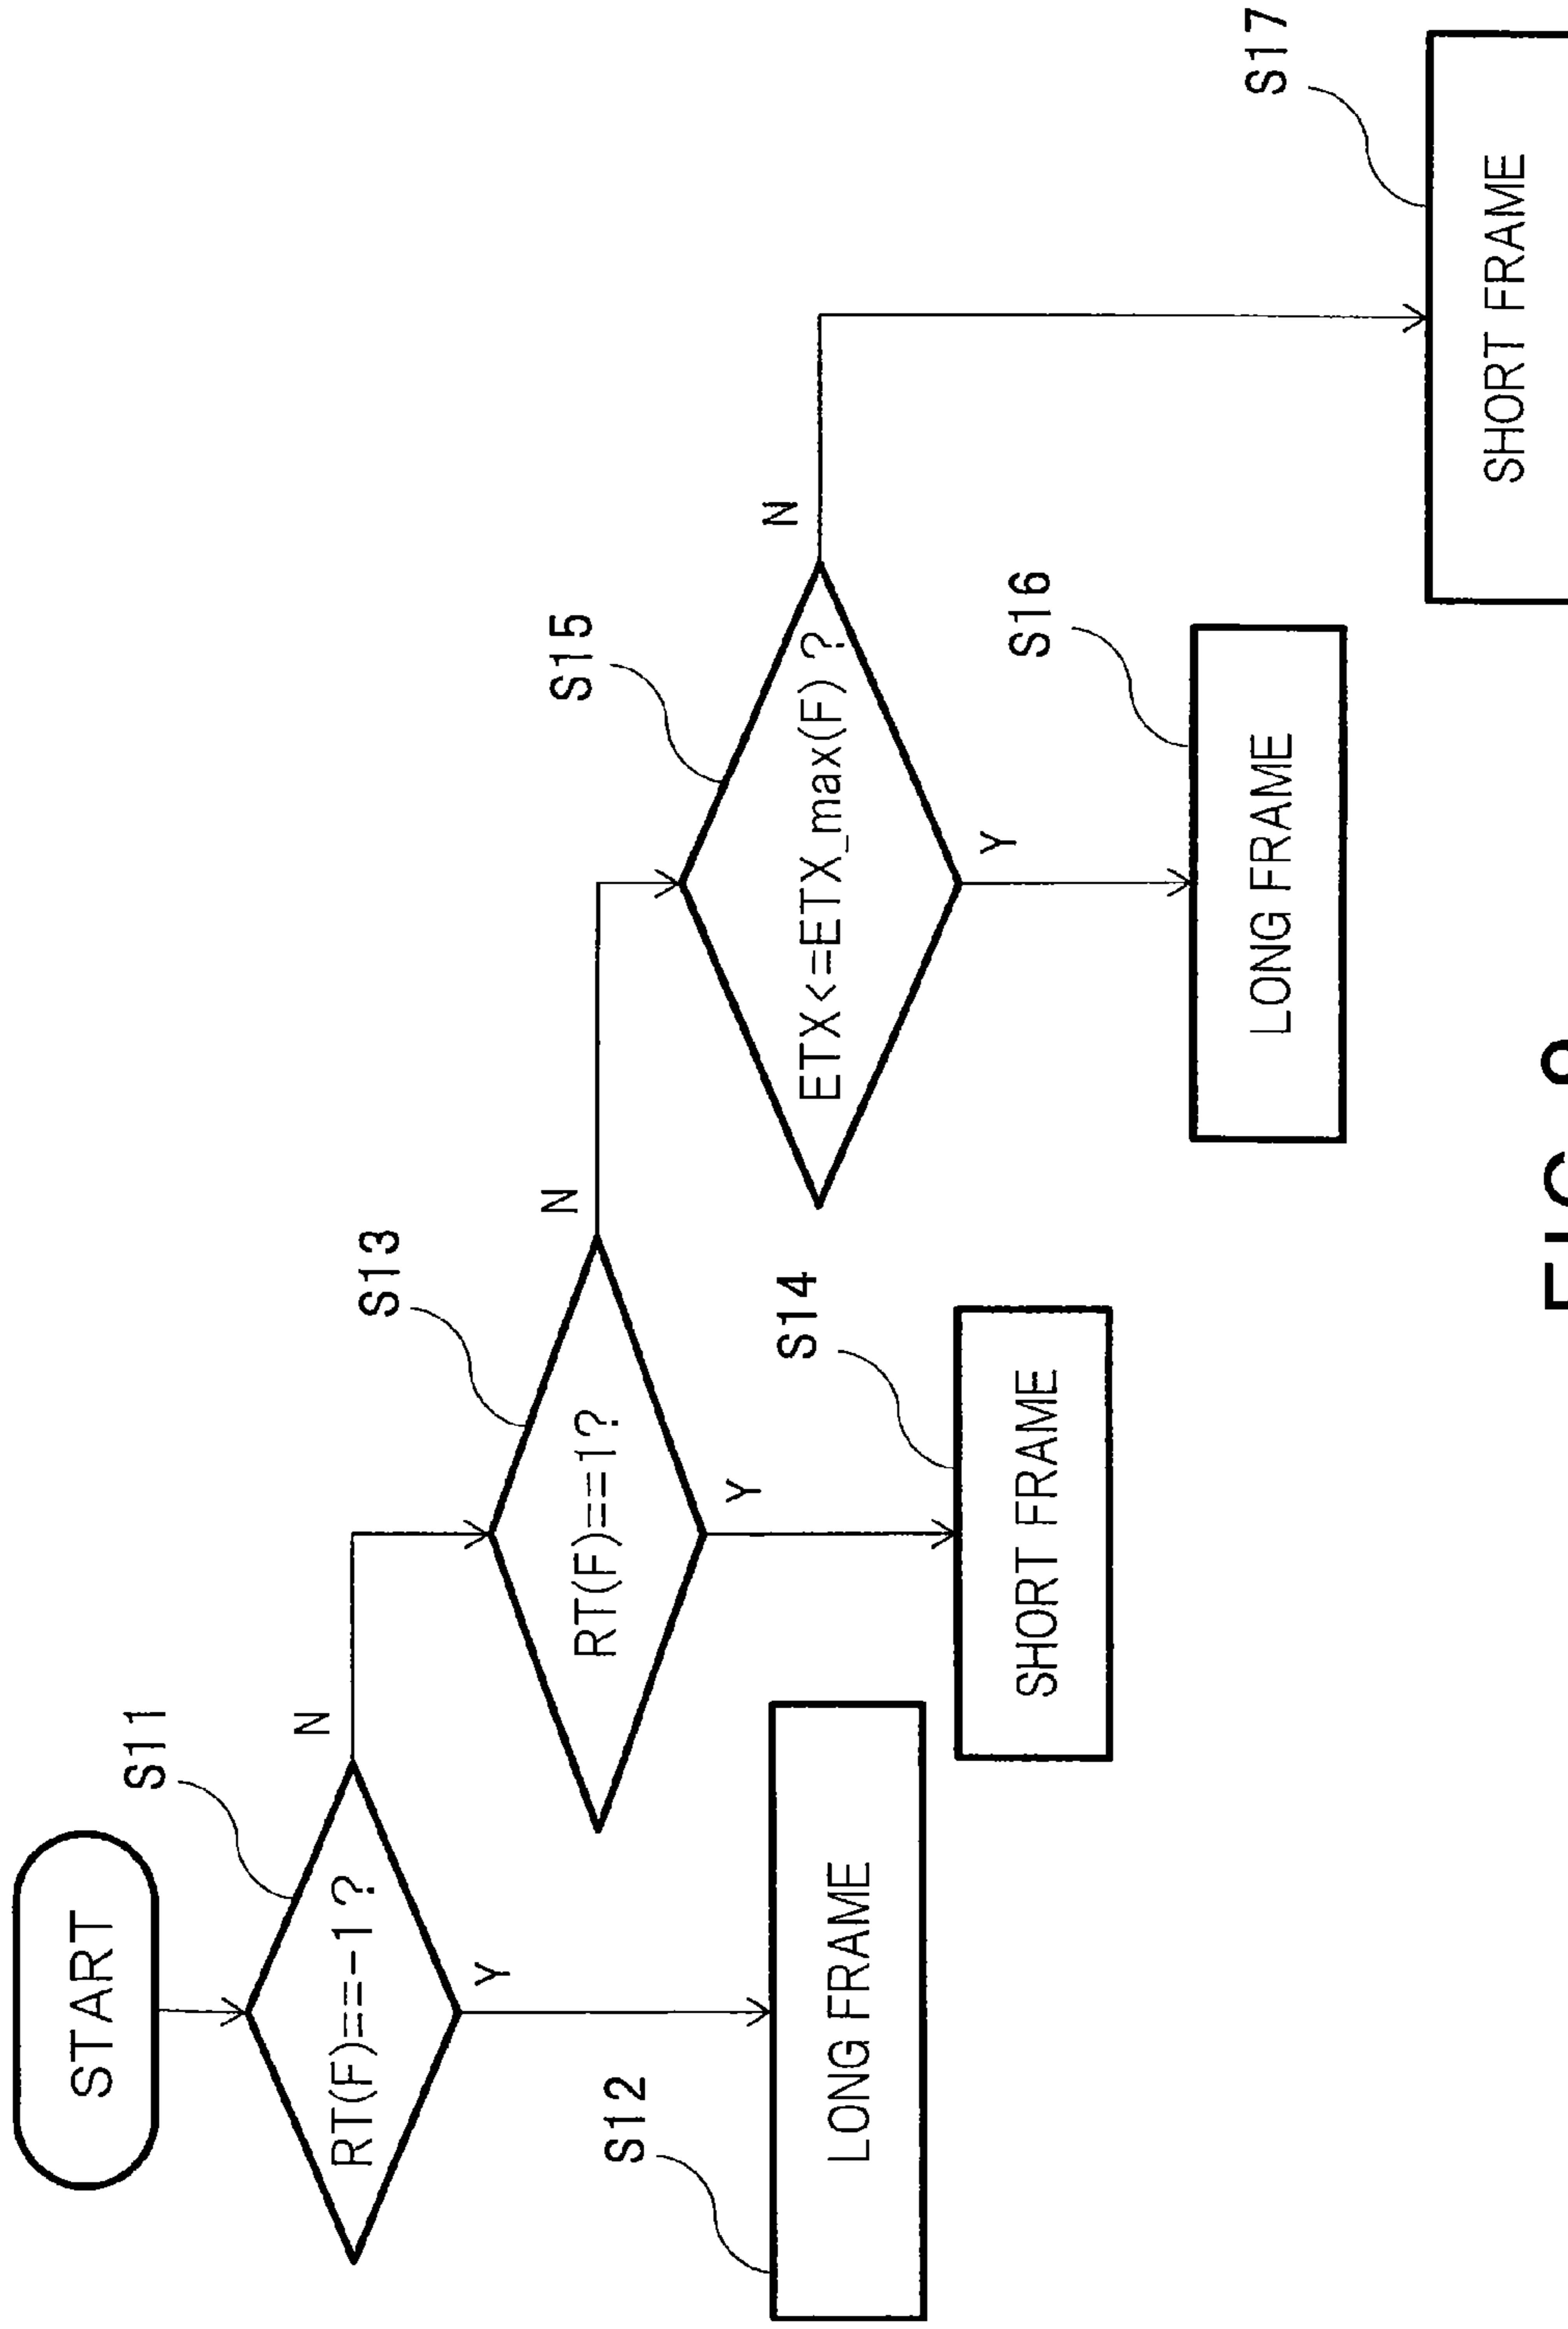 START
S11
RT(F)==-1?
N
Y
S12
LONG FRAME
S13
RT(F)==1?
N
Y
S14
SHORT FRAME
S15
ETX<=ETX_max(F)?
N
Y
S16
LONG FRAME
S17
SHORT FRAME